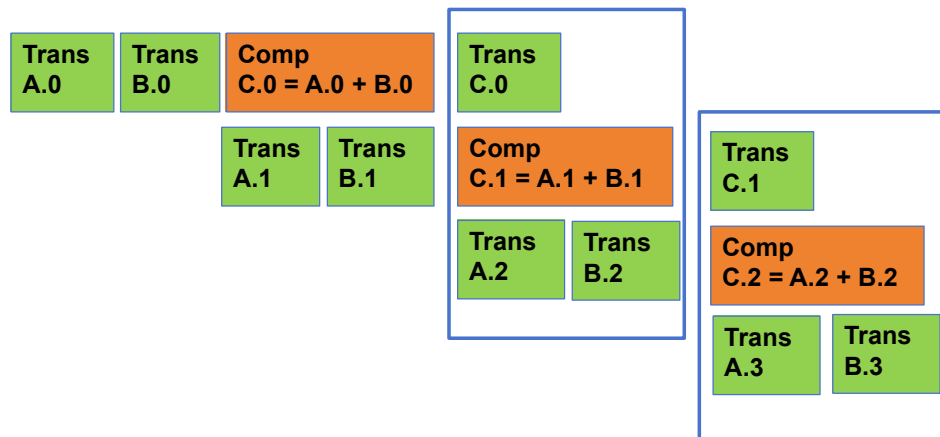 Trans
A.0
Trans
B.0
Comp
C.0 = A.0 + B.0
Trans
C.0
Trans
A.1
Trans
B.1
Comp
C.1 = A.1 + B.1
Trans
C.1
Trans
A.2
Trans
B.2
Comp
C.2 = A.2 + B.2
Trans
A.3
Trans
B.3